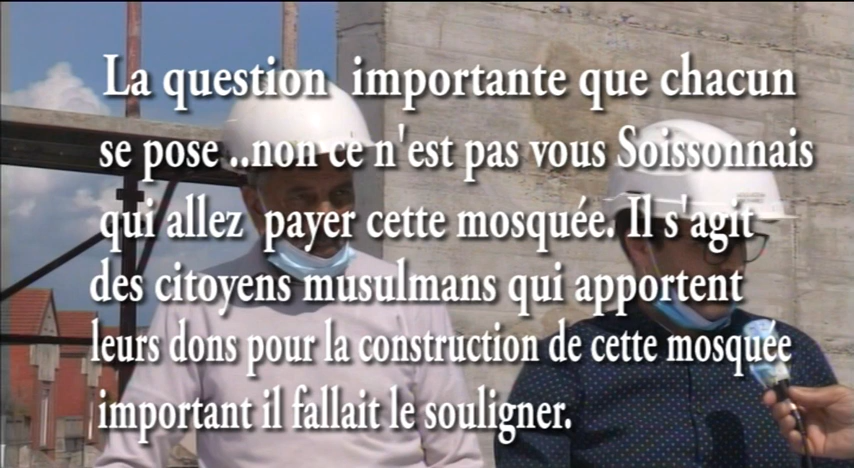 La question importante que chacun
se pose ..non ce n'est pas vous Soissonnais
qui allez payer cette mosquée. Il s'agit
des citoyens musulmans qui apportent
leurs dons pour la construction de cette mosquée
important il fallait le souligner.